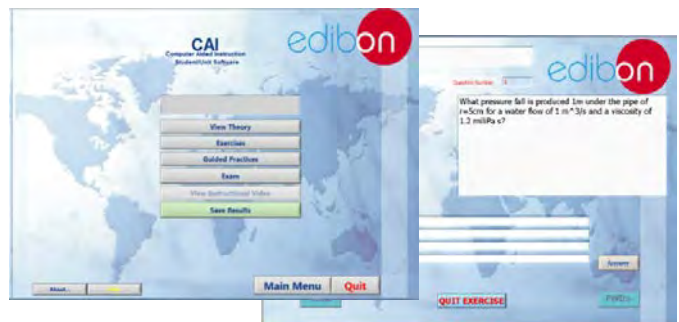 CAI
Computer Aided Instruction
Student/Unit Software
edibon
View Theory
Exercises
Guided Practices
Exam
View Instructional Video
Save Results
About...
Main Menu
Quit
edibon
Question Number
What pressure fall is produced 1m under the pipe of
r=5cm for a water flow of 1 m^3/s and a viscosity of
1.2 miliPa s?
Answer
QUIT EXERCISE